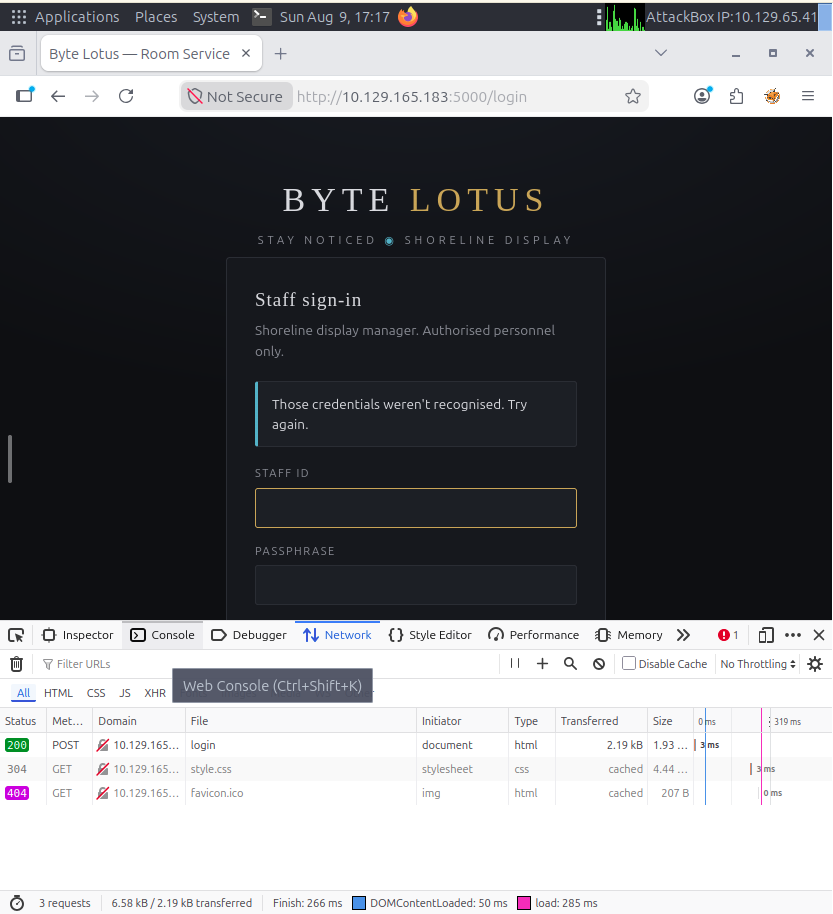 Applications Places System Sun Aug 9, 17:17 AttackBox IP:10.129.65.41
Byte Lotus — Room Service
Not Secure http://10.129.165.183:5000/login
BYTE LOTUS
STAY NOTICED ◉ SHORELINE DISPLAY
Staff sign-in
Shoreline display manager. Authorised personnel
only.
Those credentials weren't recognised. Try
again.
STAFF ID
PASSPHRASE
Inspector Console Debugger Network Style Editor Performance Memory 1
Filter URLs Disable Cache No Throttling
All HTML CSS JS XHR
Web Console (Ctrl+Shift+K)
Status Met... Domain File Initiator Type Transferred Size 0 ms 319 ms
200 POST 10.129.165... login document html 2.19 kB 1.93 ... 3 ms
304 GET 10.129.165... style.css stylesheet css cached 4.44 ... 3 ms
404 GET 10.129.165... favicon.ico img html cached 207 B 0 ms
3 requests 6.58 kB / 2.19 kB transferred Finish: 266 ms DOMContentLoaded: 50 ms load: 285 ms